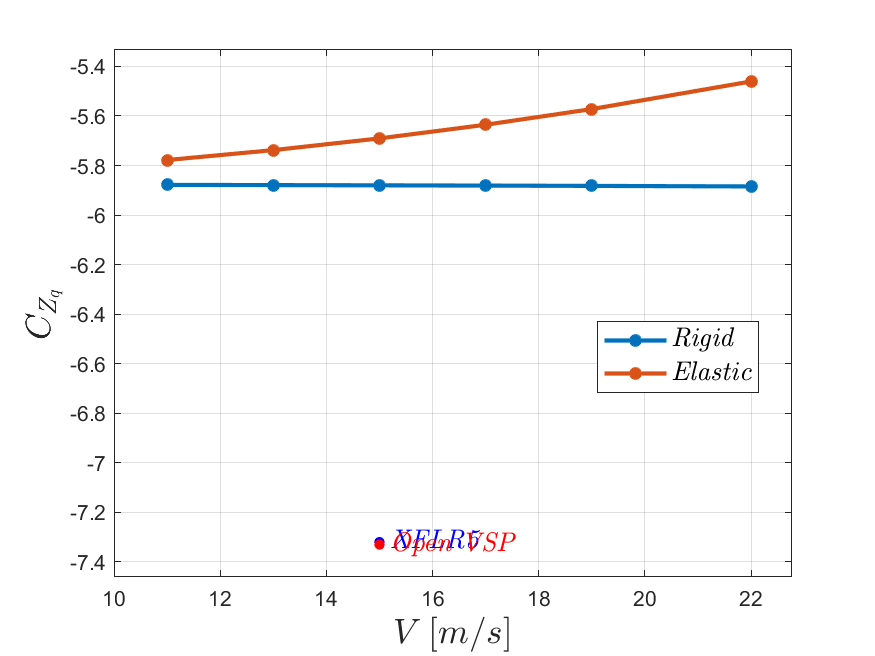 -5.4
-5.6
-5.8
-6
-6.2
-6.4
-6.6
-6.8
-7
-7.2
-7.4
C_{Z_q}
Rigid
Elastic
XFLR5
Open VSP
10 12 14 16 18 20 22
V [m/s]